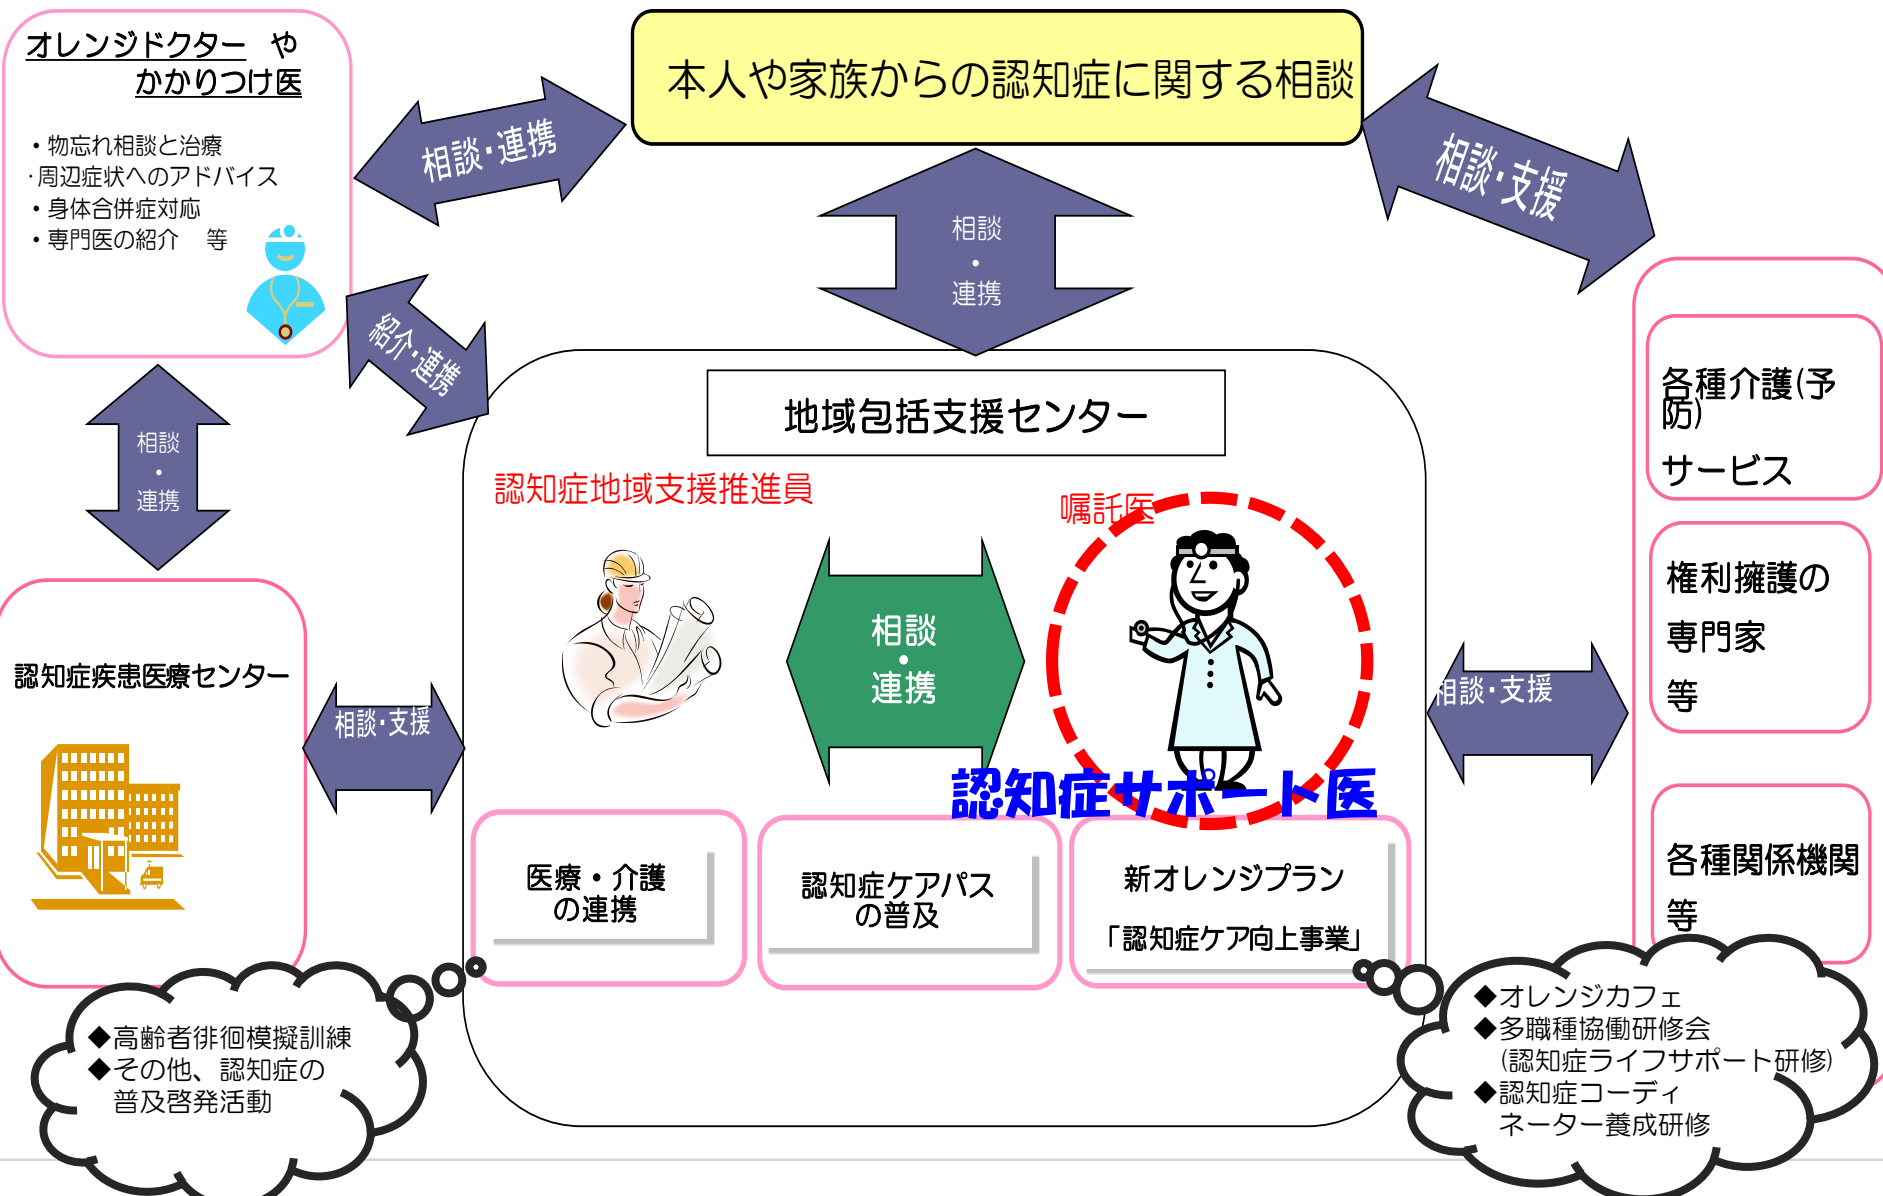 オレンジドクター　や
かかりつけ医
・物忘れ相談と治療
・周辺症状へのアドバイス
・身体合併症対応
・専門医の紹介　等
本人や家族からの認知症に関する相談
相談・連携
相談
・
連携
相談・支援
紹介・連携
相談
・
連携
地域包括支援センター
認知症地域支援推進員
嘱託医
相談
・
連携
認知症サポート医
認知症疾患医療センター
相談・支援
相談・支援
各種介護(予
防)
サービス
権利擁護の
専門家
等
各種関係機関
等
医療・介護
の連携
認知症ケアパス
の普及
新オレンジプラン
「認知症ケア向上事業」
◆高齢者徘徊模擬訓練
◆その他、認知症の
普及啓発活動
◆オレンジカフェ
◆多職種協働研修会
(認知症ライフサポート研修)
◆認知症コーディ
ネーター養成研修